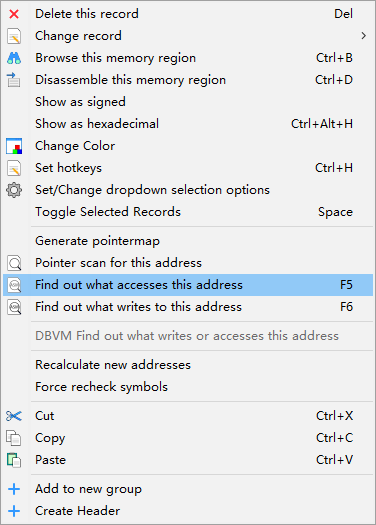 Delete this record Del
Change record
Browse this memory region Ctrl+B
Disassemble this memory region Ctrl+D
Show as signed
Show as hexadecimal Ctrl+Alt+H
Change Color
Set hotkeys Ctrl+H
Set/Change dropdown selection options
Toggle Selected Records Space
Generate pointermap
Pointer scan for this address
Find out what accesses this address F5
Find out what writes to this address F6
DBVM Find out what writes or accesses this address
Recalculate new addresses
Force recheck symbols
Cut Ctrl+X
Copy Ctrl+C
Paste Ctrl+V
Add to new group
Create Header